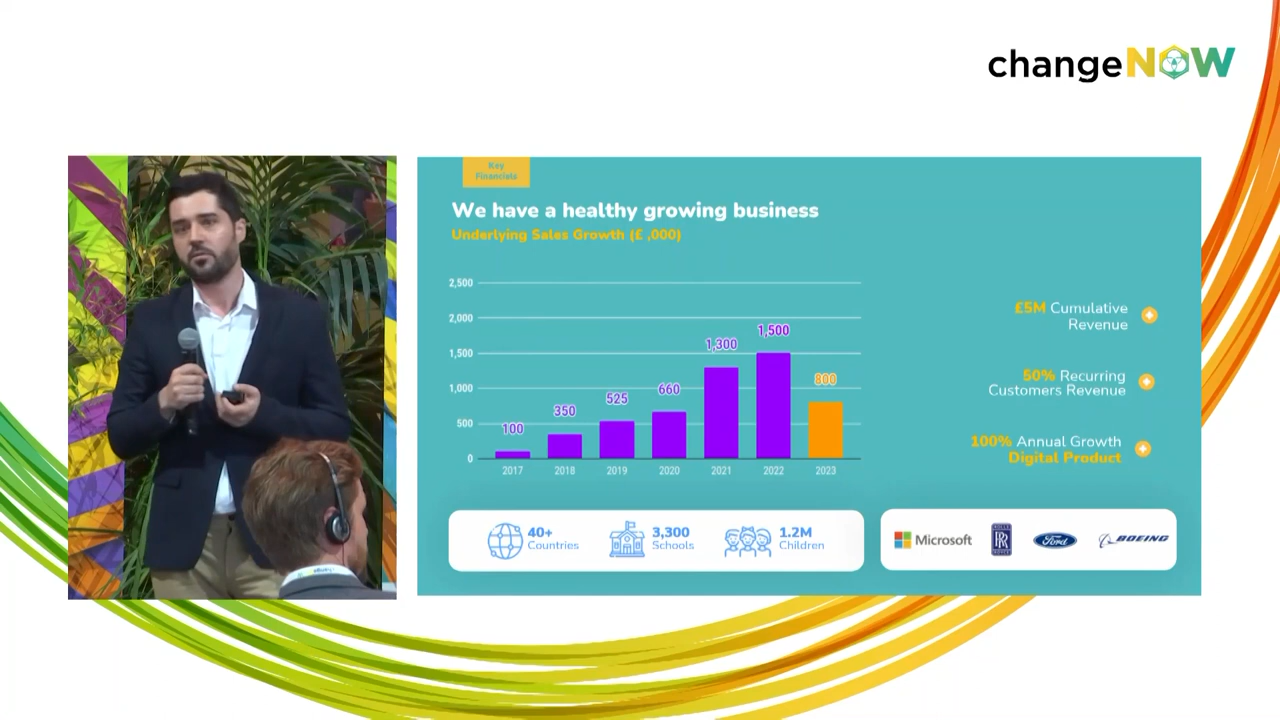 changeNOW
Key
Financials
We have a healthy growing business
Underlying Sales Growth (£ ,000)
2,500
2,000
1,500
1,000
500
0
100
350
525
660
1,300
1,500
800
2017
2018
2019
2020
2021
2022
2023
£5M Cumulative
Revenue
50% Recurring
Customers Revenue
100% Annual Growth
Digital Product
40+
Countries
3,300
Schools
1.2M
Children
Microsoft
RR
Ford
BOEING